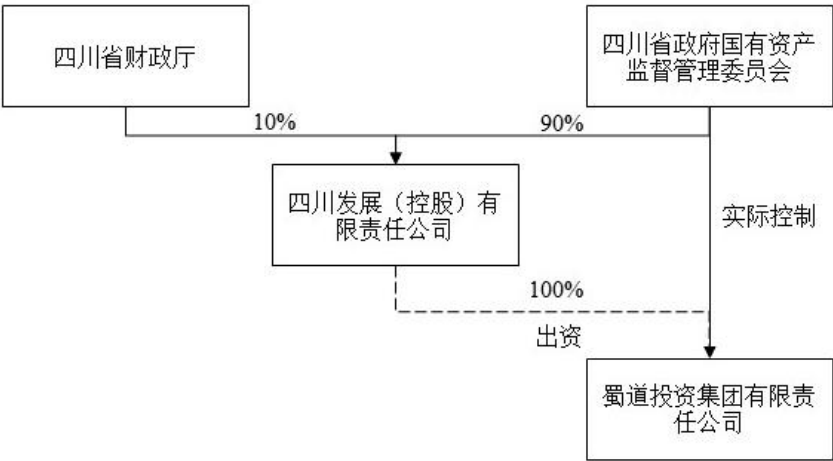 四川省财政厅
四川省政府国有资产
监督管理委员会
10%
90%
四川发展（控股）有
限责任公司
实际控制
100%
出资
蜀道投资集团有限责
任公司